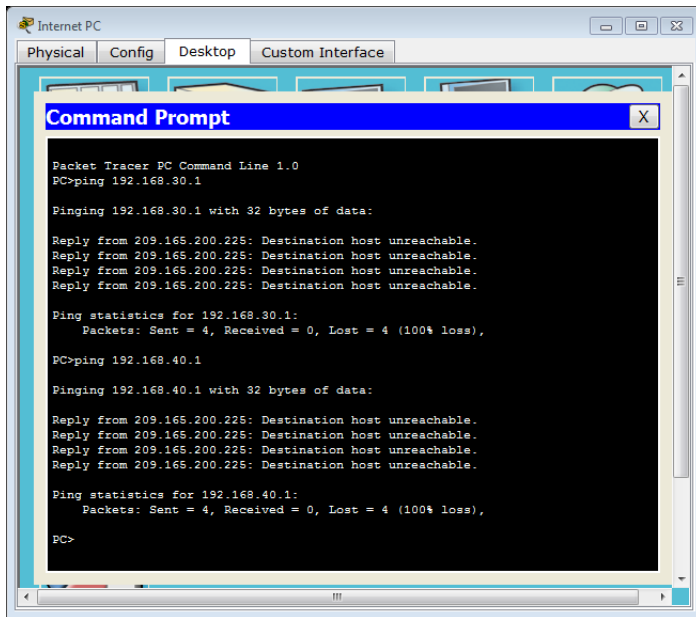 Internet PC
Physical Config Desktop Custom Interface
Command Prompt X
Packet Tracer PC Command Line 1.0
PC>ping 192.168.30.1
Pinging 192.168.30.1 with 32 bytes of data:
Reply from 209.165.200.225: Destination host unreachable.
Reply from 209.165.200.225: Destination host unreachable.
Reply from 209.165.200.225: Destination host unreachable.
Reply from 209.165.200.225: Destination host unreachable.
Ping statistics for 192.168.30.1:
Packets: Sent = 4, Received = 0, Lost = 4 (100% loss),
PC>ping 192.168.40.1
Pinging 192.168.40.1 with 32 bytes of data:
Reply from 209.165.200.225: Destination host unreachable.
Reply from 209.165.200.225: Destination host unreachable.
Reply from 209.165.200.225: Destination host unreachable.
Reply from 209.165.200.225: Destination host unreachable.
Ping statistics for 192.168.40.1:
Packets: Sent = 4, Received = 0, Lost = 4 (100% loss),
PC>